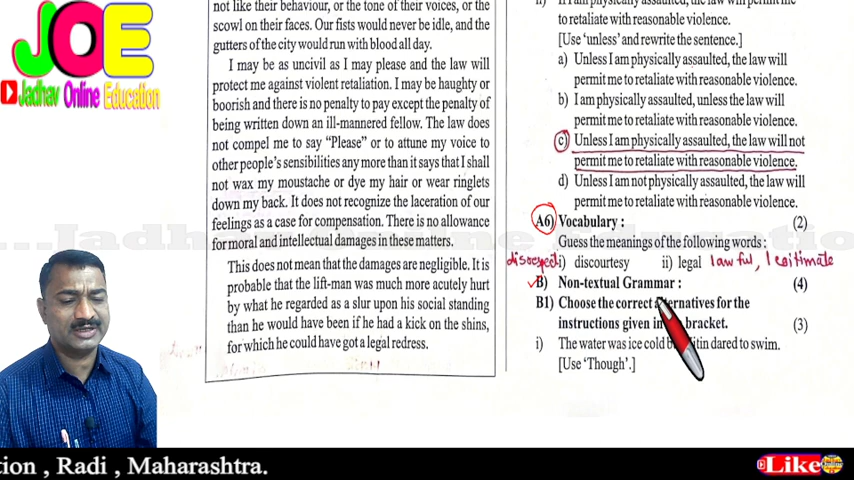 JOE
Jadhav Online Education
not like their behaviour, or the tone of their voices, or the
scowl on their faces. Our fists would never be idle, and the
gutters of the city would run with blood all day.
I may be as uncivil as I may please and the law will
protect me against violent retaliation. I may be haughty or
boorish and there is no penalty to pay except the penalty of
being written down an ill-mannered fellow. The law does
not compel me to say “Please” or to attune my voice to
other people's sensibilities any more than it says that I shall
not wax my moustache or dye my hair or wear ringlets
down my back. It does not recognize the laceration of our
feelings as a case for compensation. There is no allowance
for moral and intellectual damages in these matters.
This does not mean that the damages are negligible. It is
probable that the lift-man was much more acutely hurt
by what he regarded as a slur upon his social standing
than he would have been if he had a kick on the shins,
for which he could have got a legal redress.
ii) If I am physically assaulted, the law will permit me
to retaliate with reasonable violence.
[Use 'unless' and rewrite the sentence.]
a) Unless I am physically assaulted, the law will
permit me to retaliate with reasonable violence.
b) I am physically assaulted, unless the law will
permit me to retaliate with reasonable violence.
c) Unless I am physically assaulted, the law will not
permit me to retaliate with reasonable violence.
d) Unless I am not physically assaulted, the law will
permit me to retaliate with reasonable violence.
A6) Vocabulary : (2)
Guess the meanings of the following words :
disrespect i) discourtesy ii) legal lawful, legitimate
B) Non-textual Grammar : (4)
B1) Choose the correct alternatives for the
instructions given in bracket. (3)
i) The water was ice cold dared to swim.
[Use 'Though'.]
...Jadhav Online Education
tion , Radi , Maharashtra.
Like